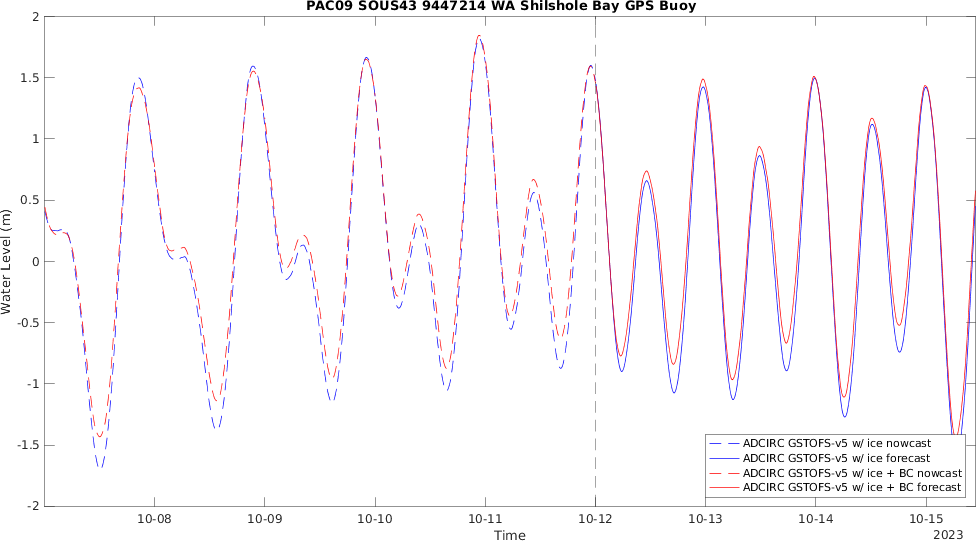 PAC09 SOUS43 9447214 WA Shilshole Bay GPS Buoy
2
1.5
1
0.5
0
-0.5
-1
-1.5
-2
Water Level (m)
ADCIRC GSTOFS-v5 w/ ice nowcast
ADCIRC GSTOFS-v5 w/ ice forecast
ADCIRC GSTOFS-v5 w/ ice + BC nowcast
ADCIRC GSTOFS-v5 w/ ice + BC forecast
10-08 10-09 10-10 10-11 10-12 10-13 10-14 10-15
Time
2023